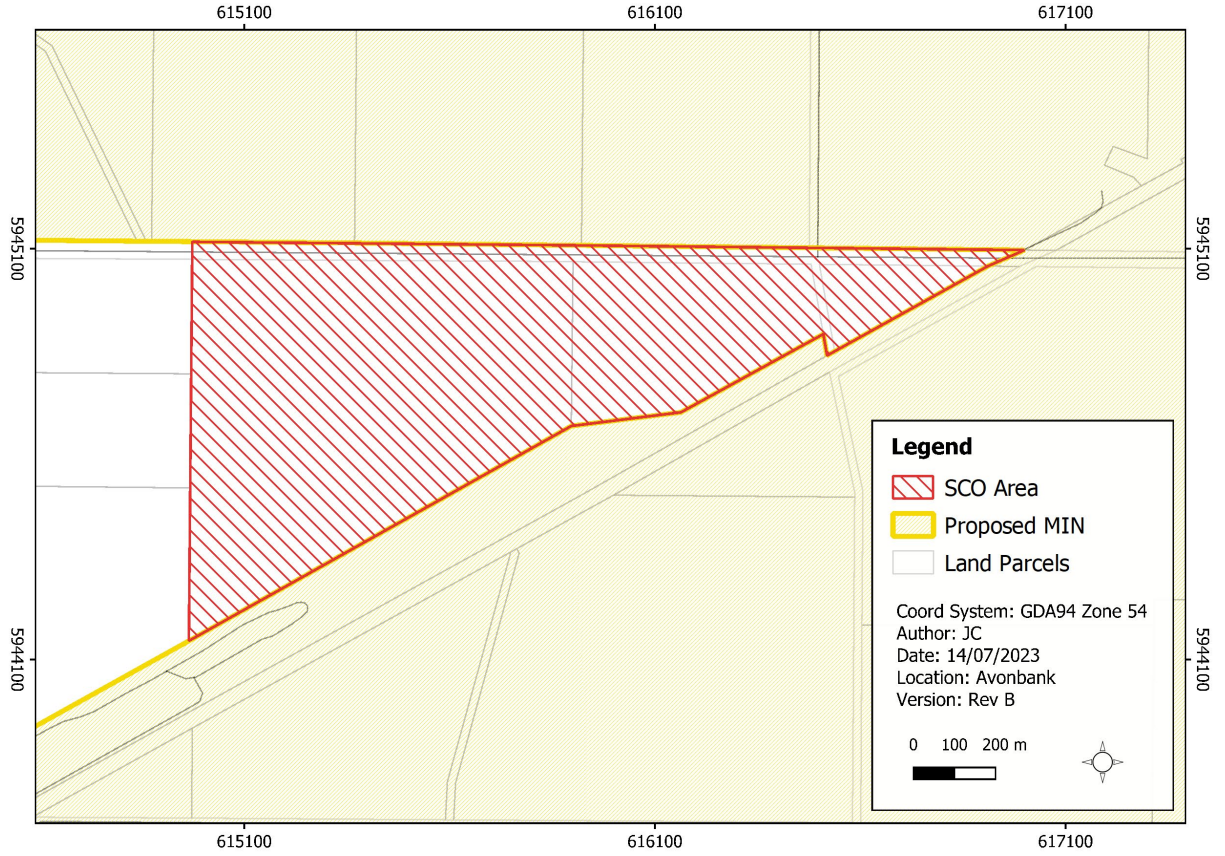 615100 616100 617100
5945100 5945100
Legend
SCO Area
Proposed MIN
Land Parcels
Coord System: GDA94 Zone 54
Author: JC
Date: 14/07/2023
Location: Avonbank
Version: Rev B
0 100 200 m
5944100 5944100
615100 616100 617100